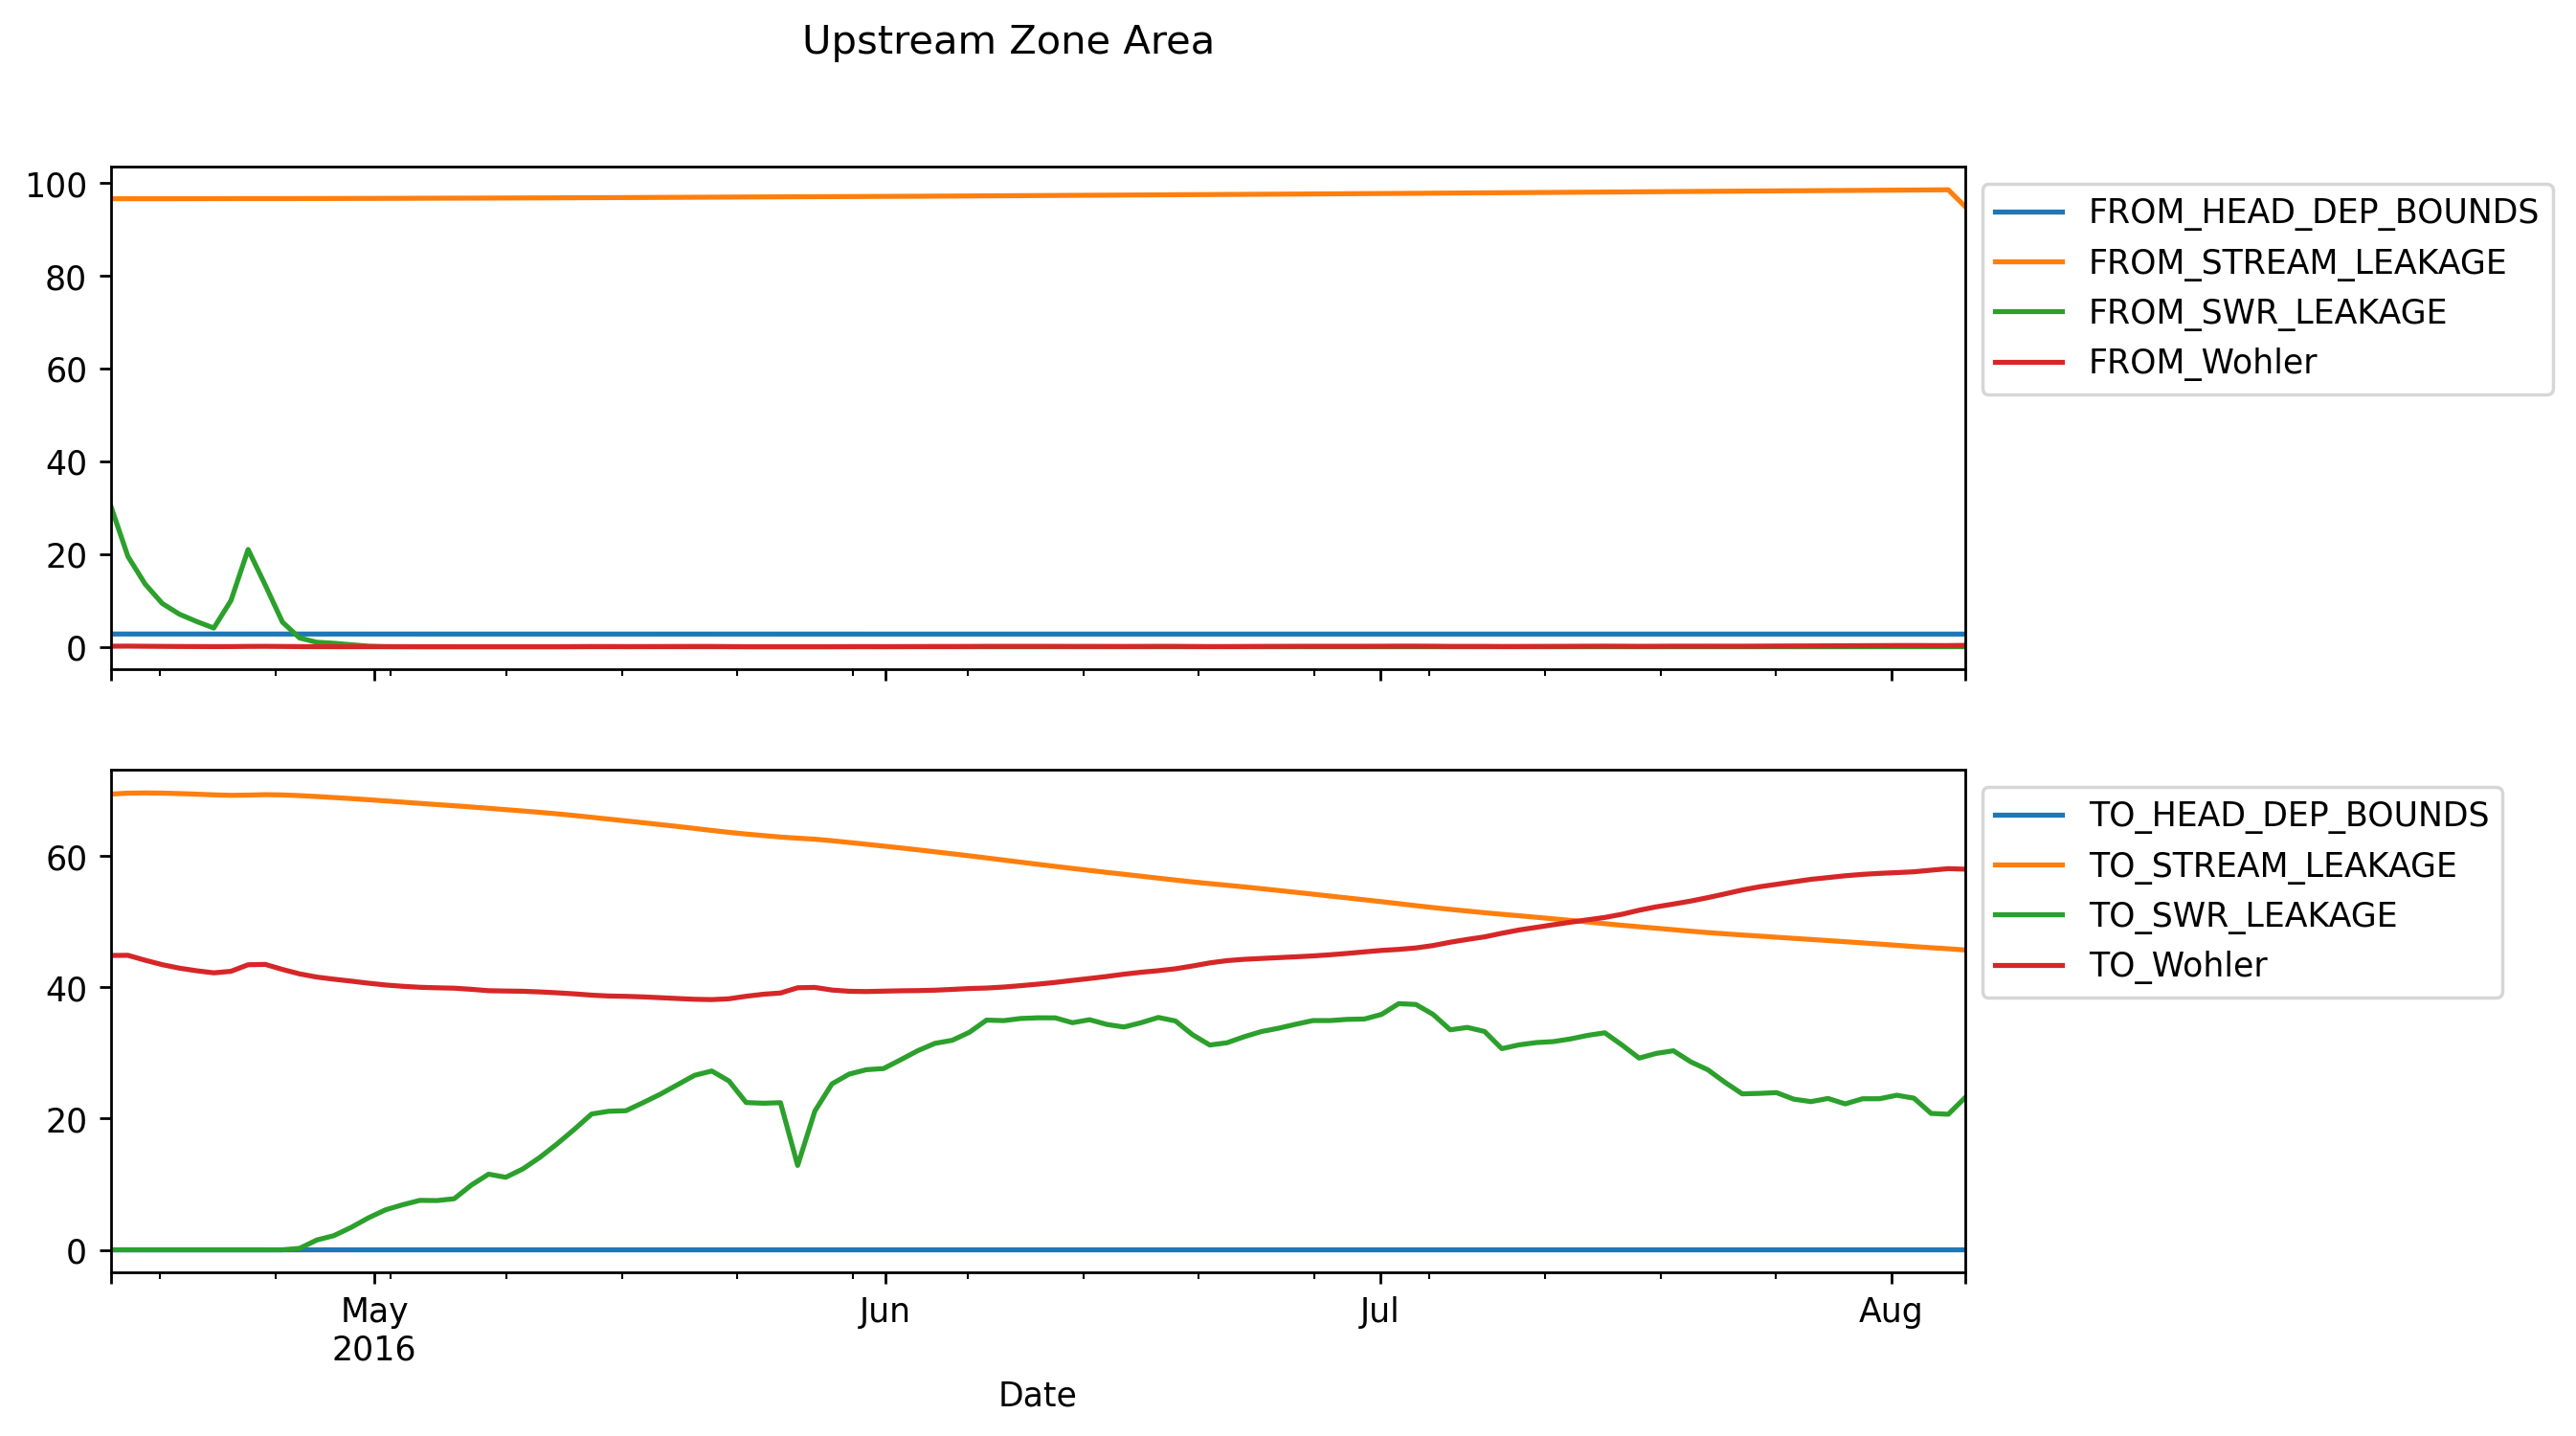 Upstream Zone Area
100
80
60
40
20
0
FROM_HEAD_DEP_BOUNDS
FROM_STREAM_LEAKAGE
FROM_SWR_LEAKAGE
FROM_Wohler
60
40
20
0
TO_HEAD_DEP_BOUNDS
TO_STREAM_LEAKAGE
TO_SWR_LEAKAGE
TO_Wohler
May Jun Jul Aug
2016
Date